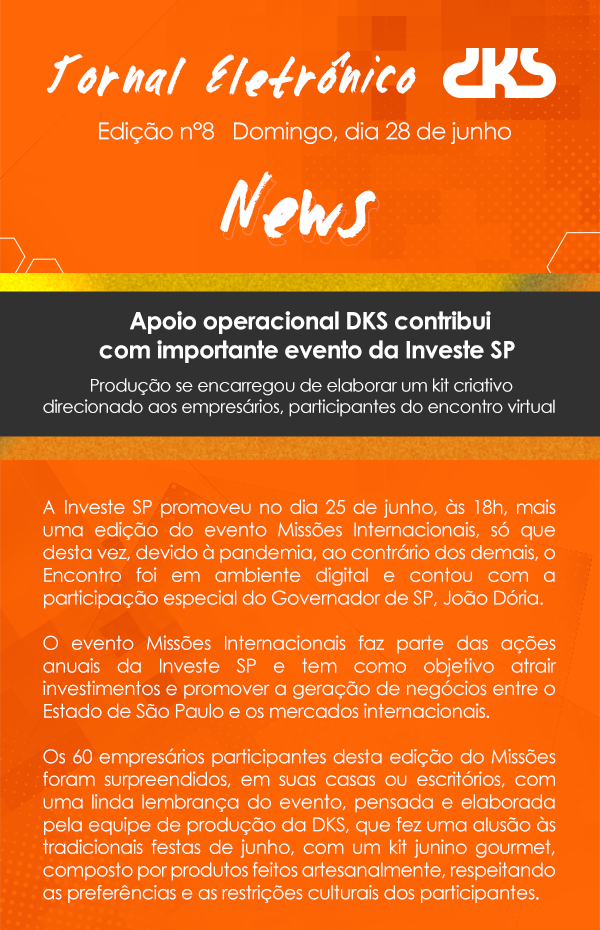 Jornal Eletrônico DKS
Edição nº8 Domingo, dia 28 de junho
News
Apoio operacional DKS contribui
com importante evento da Investe SP
Produção se encarregou de elaborar um kit criativo
direcionado aos empresários, participantes do encontro virtual
A Investe SP promoveu no dia 25 de junho, às 18h, mais
uma edição do evento Missões Internacionais, só que
desta vez, devido à pandemia, ao contrário dos demais, o
Encontro foi em ambiente digital e contou com a
participação especial do Governador de SP, João Dória.
O evento Missões Internacionais faz parte das ações
anuais da Investe SP e tem como objetivo atrair
investimentos e promover a geração de negócios entre o
Estado de São Paulo e os mercados internacionais.
Os 60 empresários participantes desta edição do Missões
foram surpreendidos, em suas casas ou escritórios, com
uma linda lembrança do evento, pensada e elaborada
pela equipe de produção da DKS, que fez uma alusão às
tradicionais festas de junho, com um kit junino gourmet,
composto por produtos feitos artesanalmente, respeitando
as preferências e as restrições culturais dos participantes.